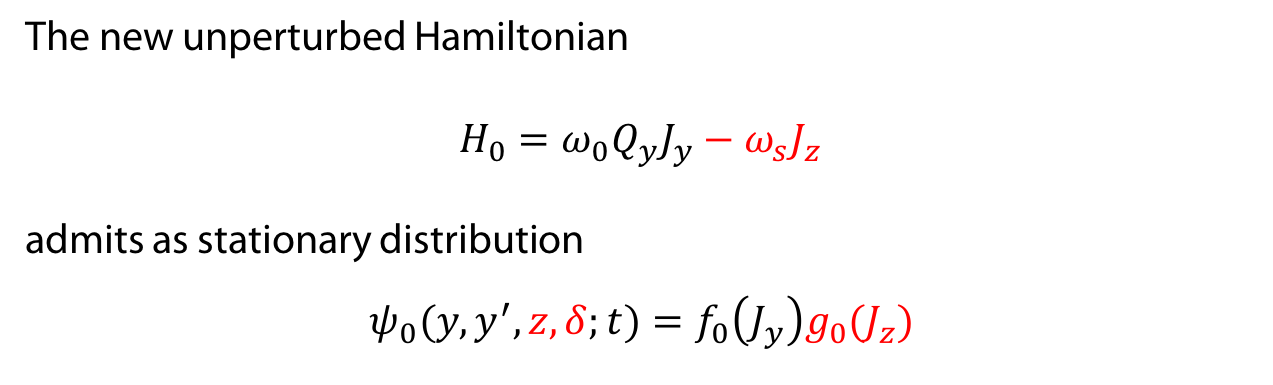 The new unperturbed Hamiltonian
H₀ = ω₀Q_yJ_y − ω_sJ_z
admits as stationary distribution
ψ₀(y, y′, z, δ; t) = f₀(J_y)g₀(J_z)